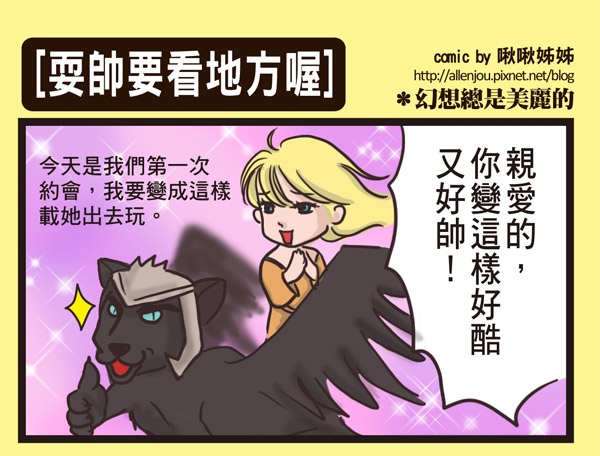 [耍帥要看地方喔]
comic by 啾啾姊姊
http://allenjou.pixnet.net/blog
＊幻想總是美麗的
今天是我們第一次
約會，我要變成這樣
載她出去玩。
親愛的，
你變這樣好酷
又好帥！